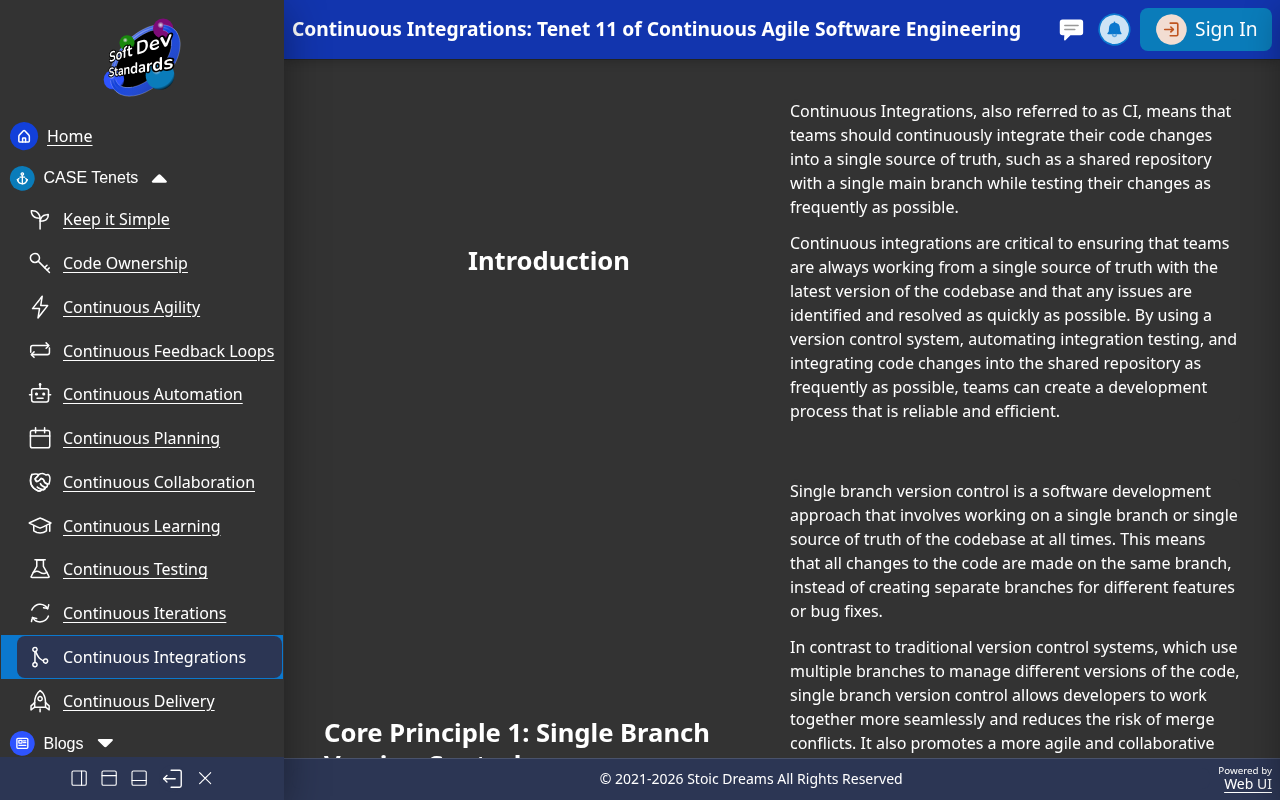 Soft Dev
Standards
Home
CASE Tenets
Keep it Simple
Code Ownership
Continuous Agility
Continuous Feedback Loops
Continuous Automation
Continuous Planning
Continuous Collaboration
Continuous Learning
Continuous Testing
Continuous Iterations
Continuous Integrations
Continuous Delivery
Blogs
Continuous Integrations: Tenet 11 of Continuous Agile Software Engineering
Sign In
Introduction
Continuous Integrations, also referred to as CI, means that
teams should continuously integrate their code changes
into a single source of truth, such as a shared repository
with a single main branch while testing their changes as
frequently as possible.
Continuous integrations are critical to ensuring that teams
are always working from a single source of truth with the
latest version of the codebase and that any issues are
identified and resolved as quickly as possible. By using a
version control system, automating integration testing, and
integrating code changes into the shared repository as
frequently as possible, teams can create a development
process that is reliable and efficient.
Core Principle 1: Single Branch
Single branch version control is a software development
approach that involves working on a single branch or single
source of truth of the codebase at all times. This means
that all changes to the code are made on the same branch,
instead of creating separate branches for different features
or bug fixes.
In contrast to traditional version control systems, which use
multiple branches to manage different versions of the code,
single branch version control allows developers to work
together more seamlessly and reduces the risk of merge
conflicts. It also promotes a more agile and collaborative
© 2021-2026 Stoic Dreams All Rights Reserved
Powered by
Web UI